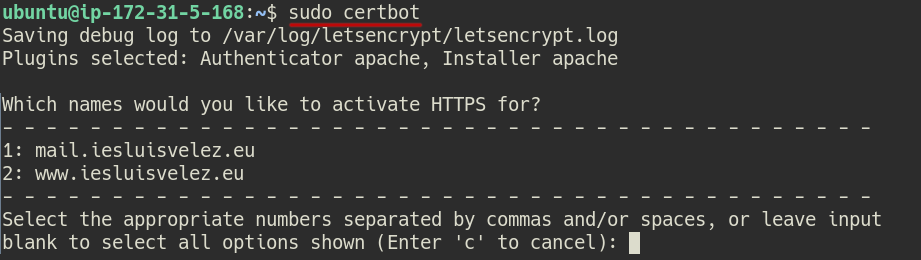 ubuntu@ip-172-31-5-168:~$ sudo certbot
Saving debug log to /var/log/letsencrypt/letsencrypt.log
Plugins selected: Authenticator apache, Installer apache

Which names would you like to activate HTTPS for?
- - - - - - - - - - - - - - - - - - - - - - - - - - - - - - - - - - - - - - - -
1: mail.iesluisvelez.eu
2: www.iesluisvelez.eu
- - - - - - - - - - - - - - - - - - - - - - - - - - - - - - - - - - - - - - - -
Select the appropriate numbers separated by commas and/or spaces, or leave input
blank to select all options shown (Enter 'c' to cancel):